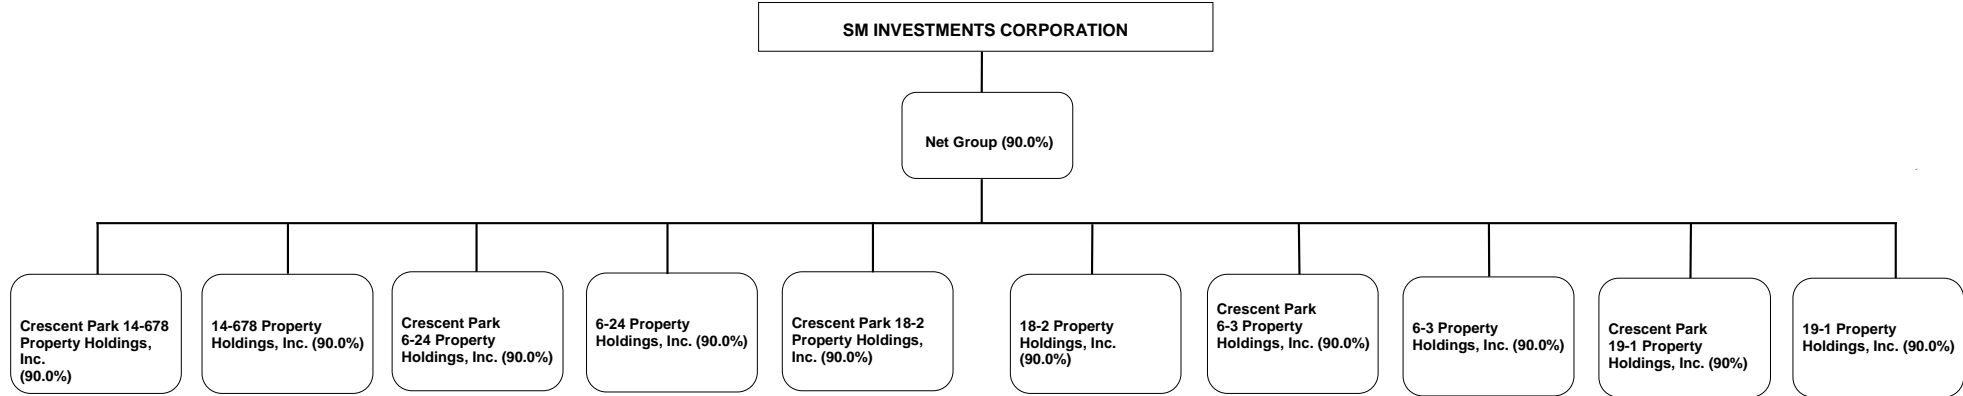 SM INVESTMENTS CORPORATION
Net Group (90.0%)
Crescent Park 14-678
Property Holdings,
Inc.
(90.0%)
14-678 Property
Holdings, Inc. (90.0%)
Crescent Park
6-24 Property
Holdings, Inc. (90.0%)
6-24 Property
Holdings, Inc. (90.0%)
Crescent Park 18-2
Property Holdings,
Inc. (90.0%)
18-2 Property
Holdings, Inc.
(90.0%)
Crescent Park
6-3 Property
Holdings, Inc. (90.0%)
6-3 Property
Holdings, Inc. (90.0%)
Crescent Park
19-1 Property
Holdings, Inc. (90%)
19-1 Property
Holdings, Inc. (90.0%)